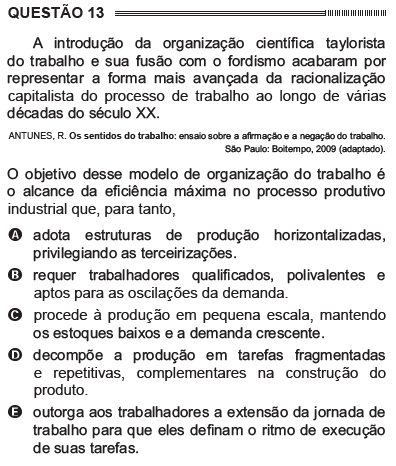 QUESTÃO 13
A introdução da organização científica taylorista
do trabalho e sua fusão com o fordismo acabaram por
representar a forma mais avançada da racionalização
capitalista do processo de trabalho ao longo de várias
décadas do século XX.
ANTUNES, R. Os sentidos do trabalho: ensaio sobre a afirmação e a negação do trabalho.
São Paulo: Boitempo, 2009 (adaptado).
O objetivo desse modelo de organização do trabalho é
o alcance da eficiência máxima no processo produtivo
industrial que, para tanto,
A adota estruturas de produção horizontalizadas,
privilegiando as terceirizações.
B requer trabalhadores qualificados, polivalentes e
aptos para as oscilações da demanda.
C procede à produção em pequena escala, mantendo
os estoques baixos e a demanda crescente.
D decompõe a produção em tarefas fragmentadas
e repetitivas, complementares na construção do
produto.
E outorga aos trabalhadores a extensão da jornada de
trabalho para que eles definam o ritmo de execução
de suas tarefas.